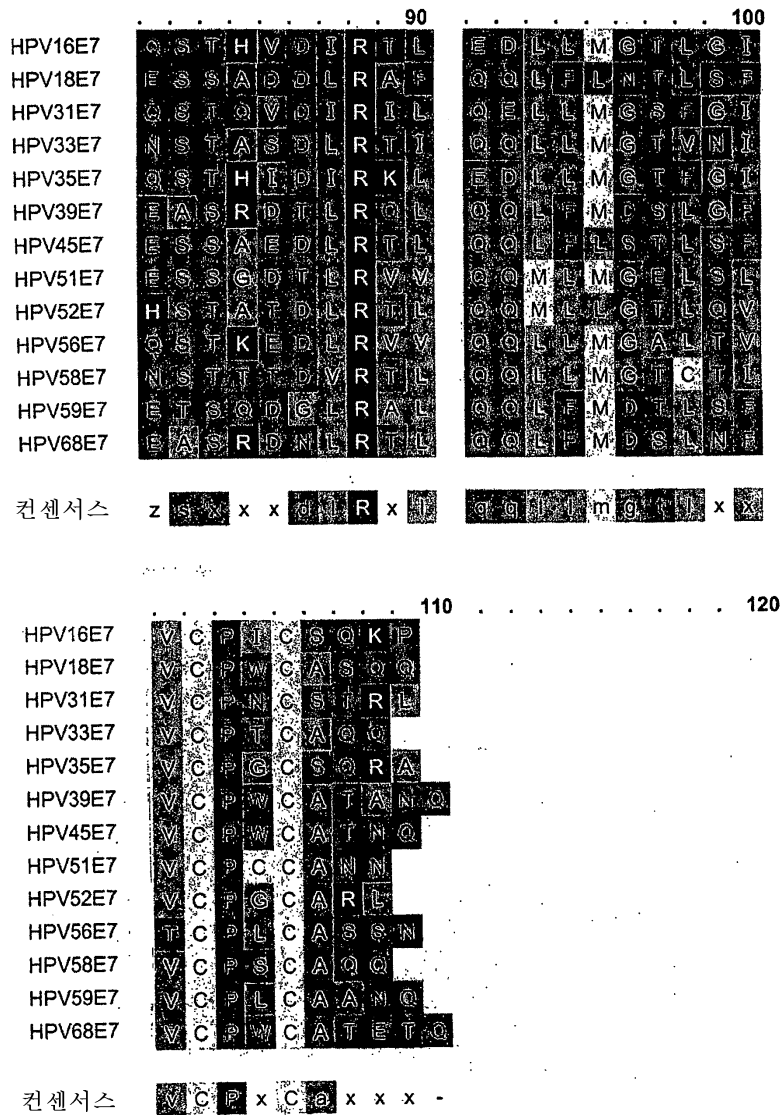 90 100
HPV16E7 Q S T H V D I R T L E D L L M G T L G I
HPV18E7 E S S A D D L R A F Q Q L F L N T L S F
HPV31E7 Q S T Q V D I R I L Q E L L M G S F G I
HPV33E7 N S T A S D L R T I Q Q L L M G T V N I
HPV35E7 Q S T H I D I R K L E D L L M G T F G I
HPV39E7 E A S R D T L R Q L Q Q L F M D S L G F
HPV45E7 E S S A E D L R T L Q Q L F L S T L S F
HPV51E7 E S S G D T L R V V Q Q M L M G E L S L
HPV52E7 H S T A T D L R T L Q Q M L L G T L Q V
HPV56E7 Q S T K E D L R V V Q Q L L M G A L T V
HPV58E7 N S T T T D V R T L Q Q L L M G T C T I
HPV59E7 E T S Q D G L R A L Q Q L F M D T L S F
HPV68E7 E A S R D N L R T L Q Q L F M D S L N F
컨센서스 z s x x x d l R x l q q l l m g t l x x
110 120
HPV16E7 V C P I C S Q K P
HPV18E7 V C P W C A S Q Q
HPV31E7 V C P N C S T R L
HPV33E7 V C P T C A Q Q
HPV35E7 V C P G C S Q R A
HPV39E7 V C P W C A T A N Q
HPV45E7 V C P W C A T N Q
HPV51E7 V C P C C A N N
HPV52E7 V C P G C A R L
HPV56E7 T C P L C A S S N
HPV58E7 V C P S C A Q Q
HPV59E7 V C P L C A A N Q
HPV68E7 V C P W C A T E T Q
컨센서스 v C P x C a x x x -